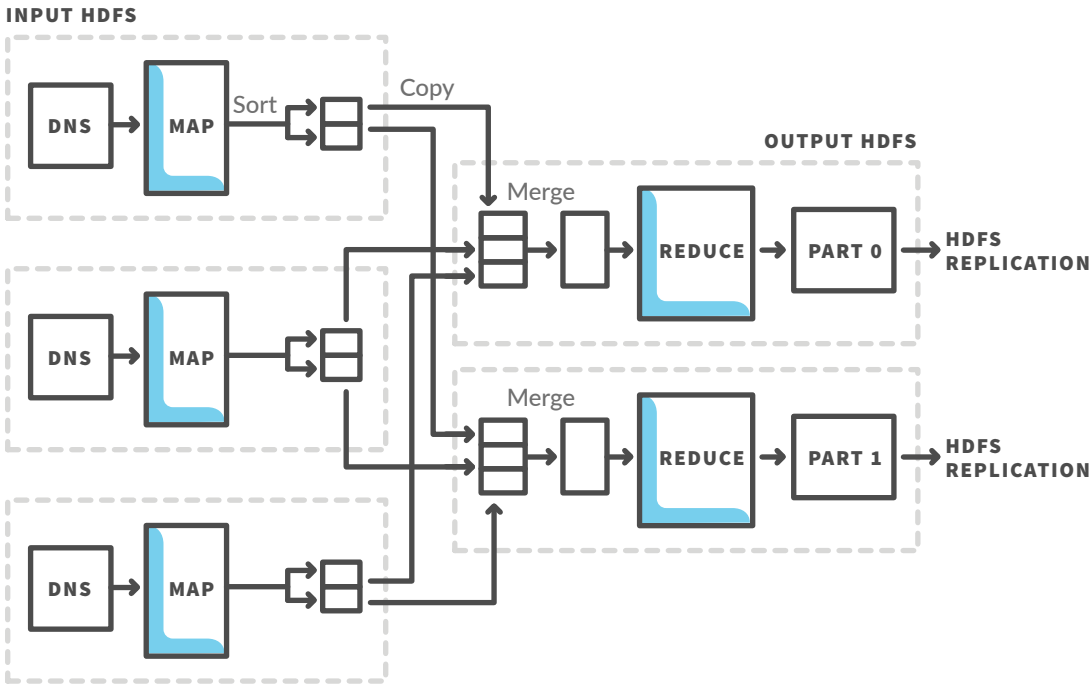 INPUT HDFS
DNS
MAP
Sort
Copy
OUTPUT HDFS
Merge
REDUCE
PART 0
HDFS
REPLICATION
DNS
MAP
Merge
REDUCE
PART 1
HDFS
REPLICATION
DNS
MAP